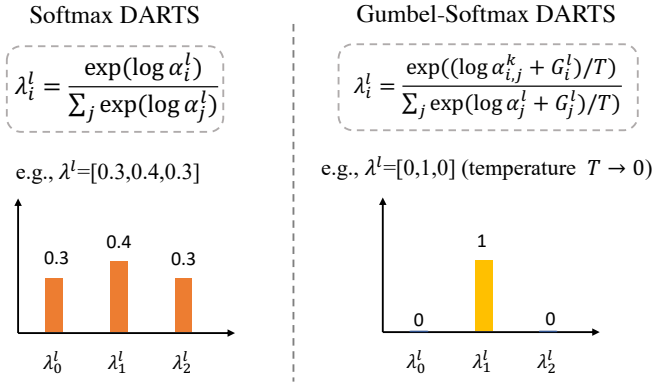 Softmax DARTS
λ_i^l = exp(log α_i^l) / ∑_j exp(log α_j^l)
e.g., λ^l=[0.3,0.4,0.3]
0.3 0.4 0.3
λ_0^l λ_1^l λ_2^l
Gumbel-Softmax DARTS
λ_i^l = exp((log α_{i,j}^k + G_i^l)/T) / ∑_j exp(log α_j^l + G_j^l)/T)
e.g., λ^l=[0,1,0] (temperature T → 0)
0 1 0
λ_0^l λ_1^l λ_2^l